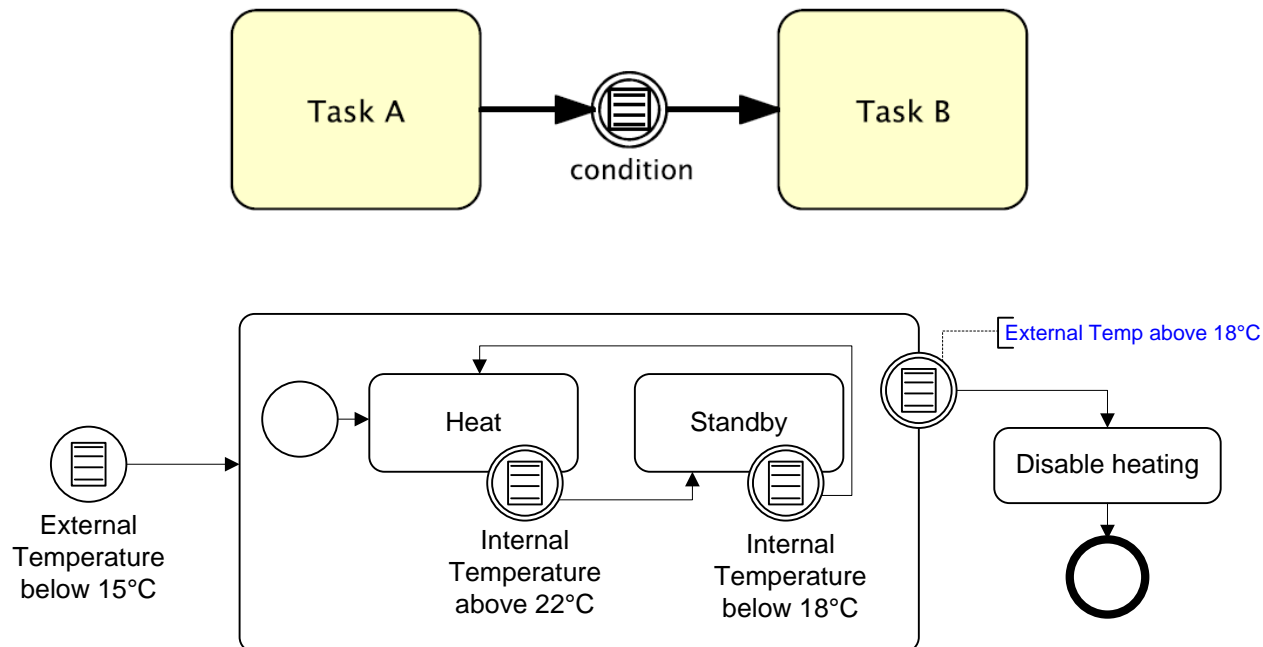 Task A
Task B
condition
External Temp above 18°C
Heat
Standby
Disable heating
External
Temperature
below 15°C
Internal
Temperature
above 22°C
Internal
Temperature
below 18°C